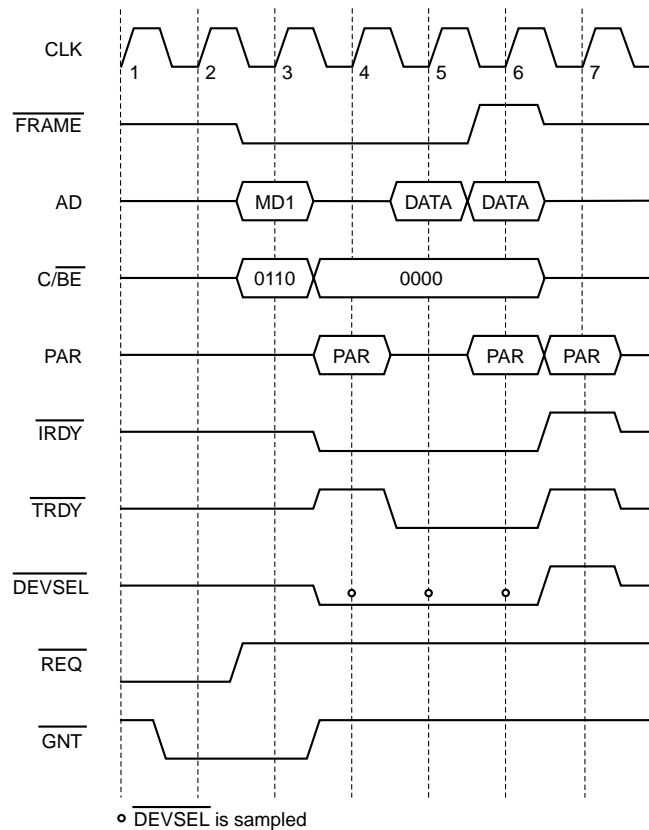 CLK
1 2 3 4 5 6 7
FRAME
AD MD1 DATA DATA
C/BE 0110 0000
PAR PAR PAR PAR
IRDY
TRDY
DEVSEL
REQ
GNT
DEVSEL is sampled